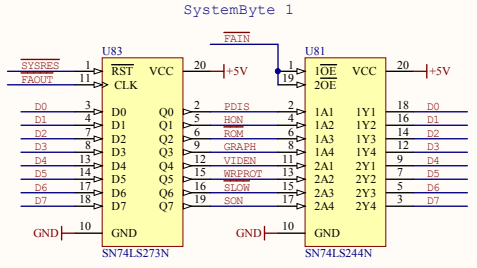 SystemByte 1
U83
FAIN
U81
SYSRES 1 RST VCC 20 +5V 1 1OE VCC 20 +5V
FAOUT 11 CLK 19 2OE
D0 3 D0 Q0 2 PDIS 2 1A1 1Y1 18 D0
D1 4 D1 Q1 5 HON 4 1A2 1Y2 16 D1
D2 7 D2 Q2 6 ROM 6 1A3 1Y3 14 D2
D3 8 D3 Q3 9 GRAPH 8 1A4 1Y4 12 D3
D4 13 D4 Q4 12 VIDEN 11 2A1 2Y1 9 D4
D5 14 D5 Q5 15 WRPROT 13 2A2 2Y2 7 D5
D6 17 D6 Q6 16 SLOW 15 2A3 2Y3 5 D6
D7 18 D7 Q7 19 SON 17 2A4 2Y4 3 D7
GND 10 GND GND 10 GND
SN74LS273N SN74LS244N